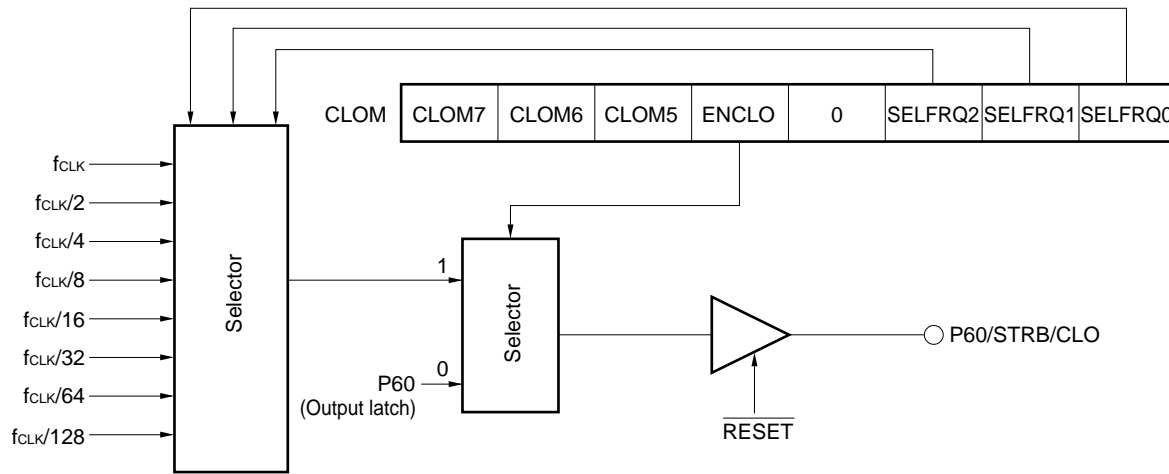 CLOM CLOM7 CLOM6 CLOM5 ENCLO 0 SELFRQ2 SELFRQ1 SELFRQ0
fCLK
fCLK/2
fCLK/4
fCLK/8
fCLK/16
fCLK/32
fCLK/64
fCLK/128
Selector
1
0
P60
(Output latch)
Selector
RESET
P60/STRB/CLO